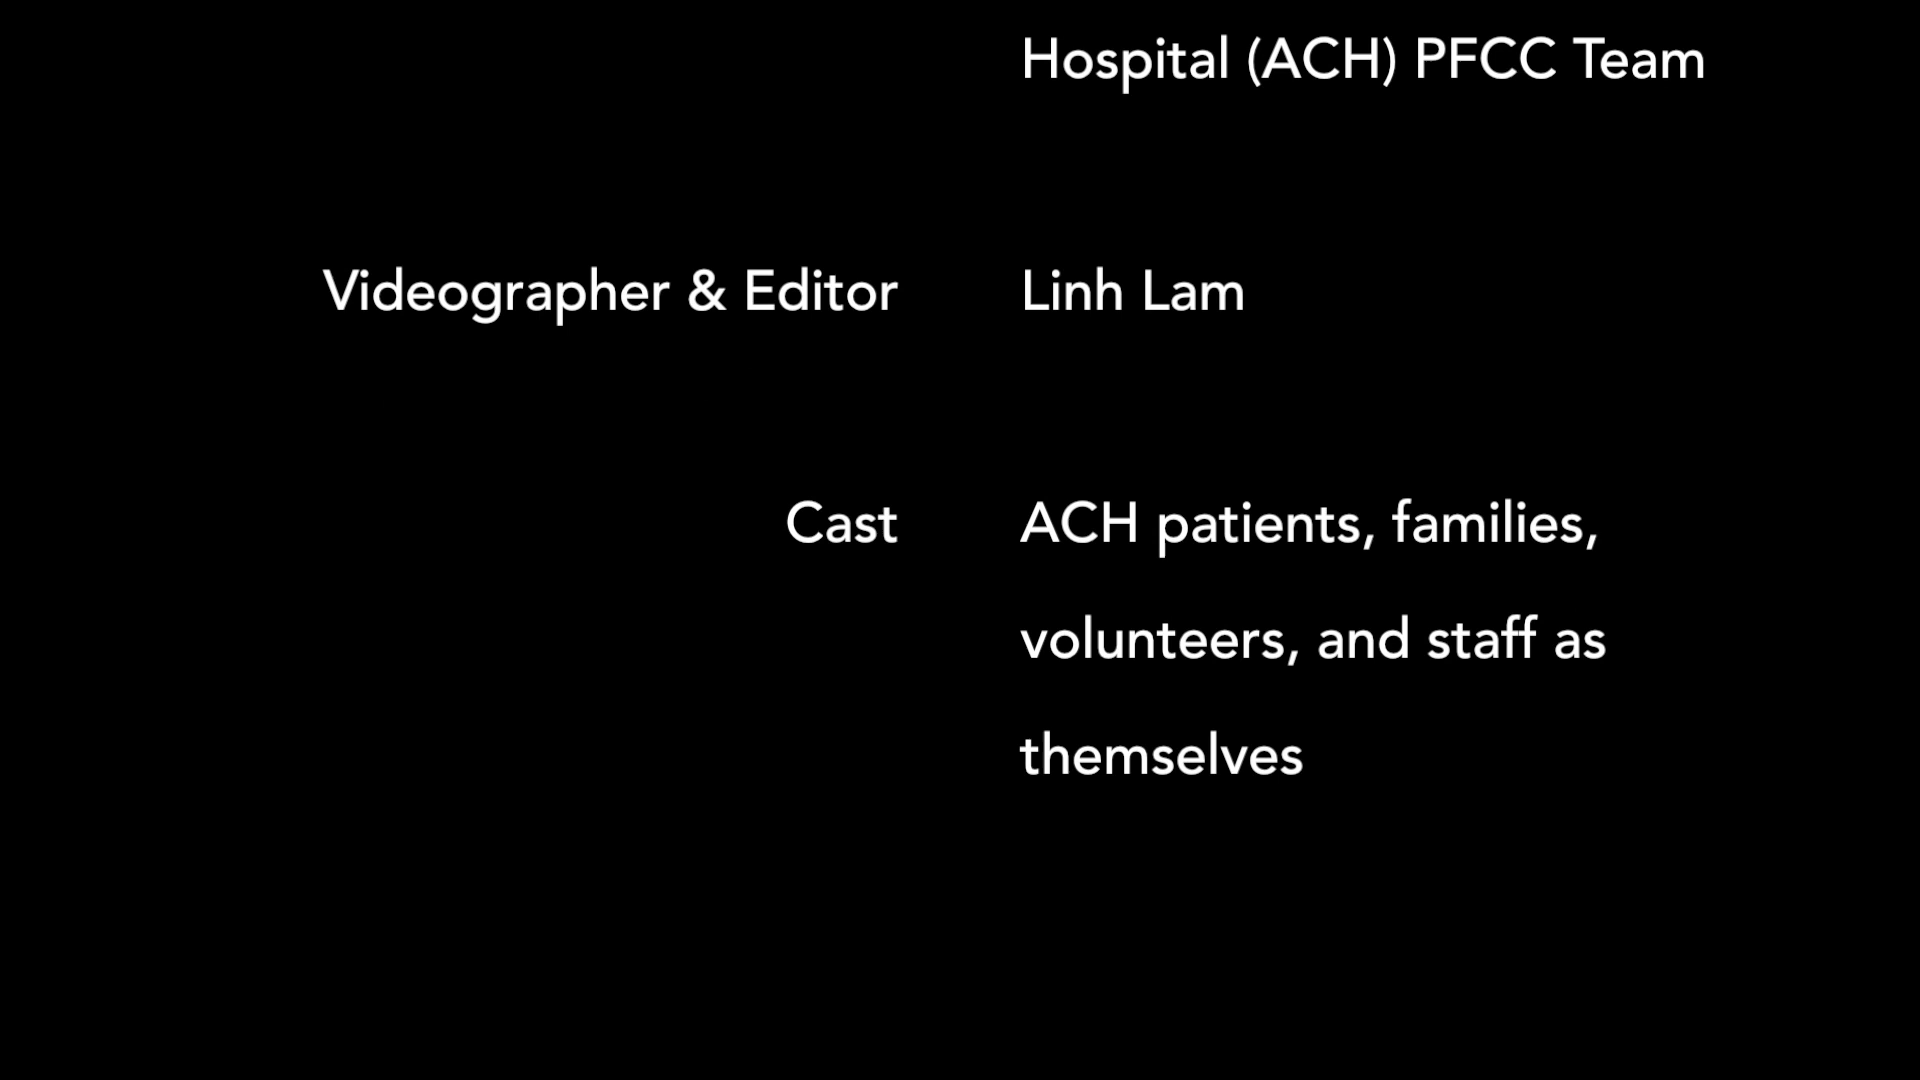 Hospital (ACH) PFCC Team
Videographer & Editor Linh Lam
Cast ACH patients, families,
volunteers, and staff as
themselves